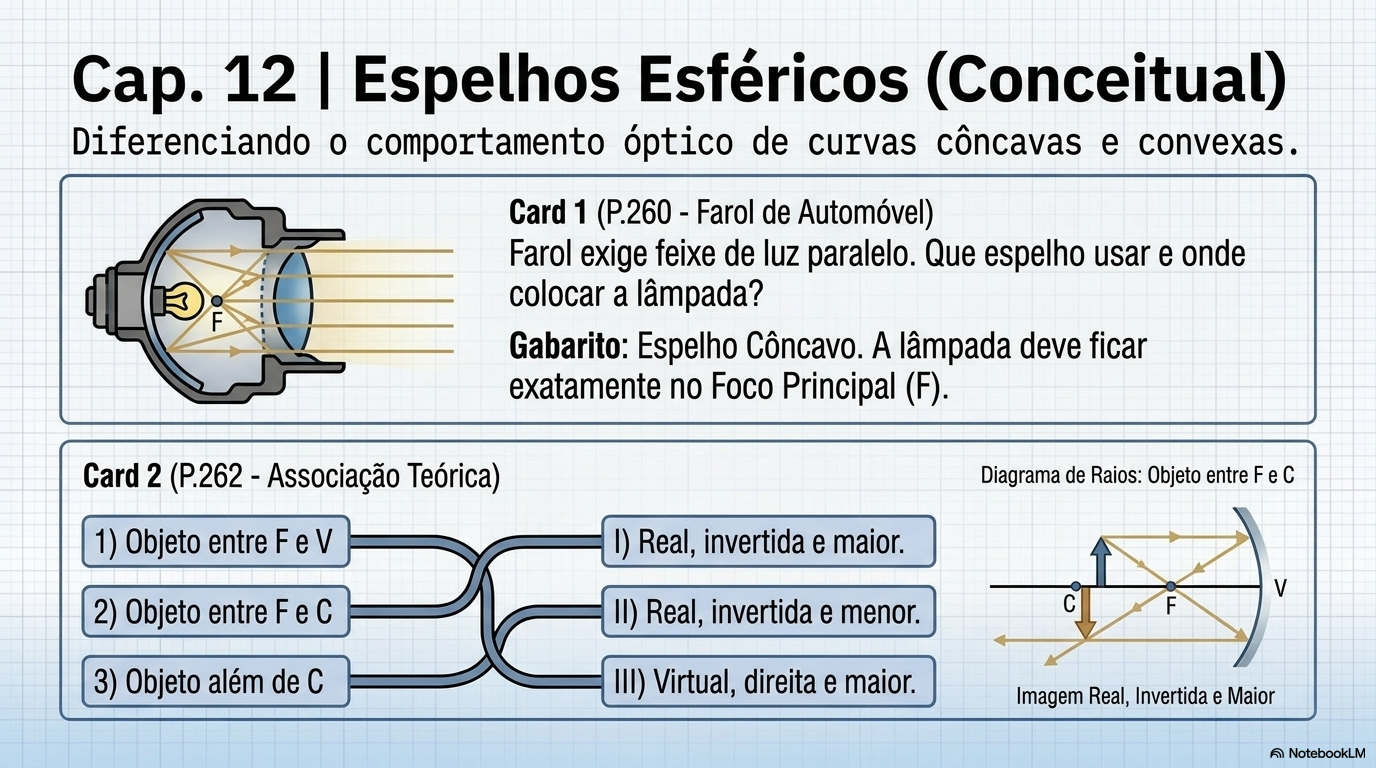 Cap. 12 | Espelhos Esféricos (Conceitual)
Diferenciando o comportamento óptico de curvas côncavas e convexas.
F
Card 1 (P.260 - Farol de Automóvel)
Farol exige feixe de luz paralelo. Que espelho usar e onde
colocar a lâmpada?
Gabarito: Espelho Côncavo. A lâmpada deve ficar
exatamente no Foco Principal (F).
Card 2 (P.262 - Associação Teórica)
1) Objeto entre F e V
2) Objeto entre F e C
3) Objeto além de C
I) Real, invertida e maior.
II) Real, invertida e menor.
III) Virtual, direita e maior.
Diagrama de Raios: Objeto entre F e C
C
F
V
Imagem Real, Invertida e Maior
NotebookLM